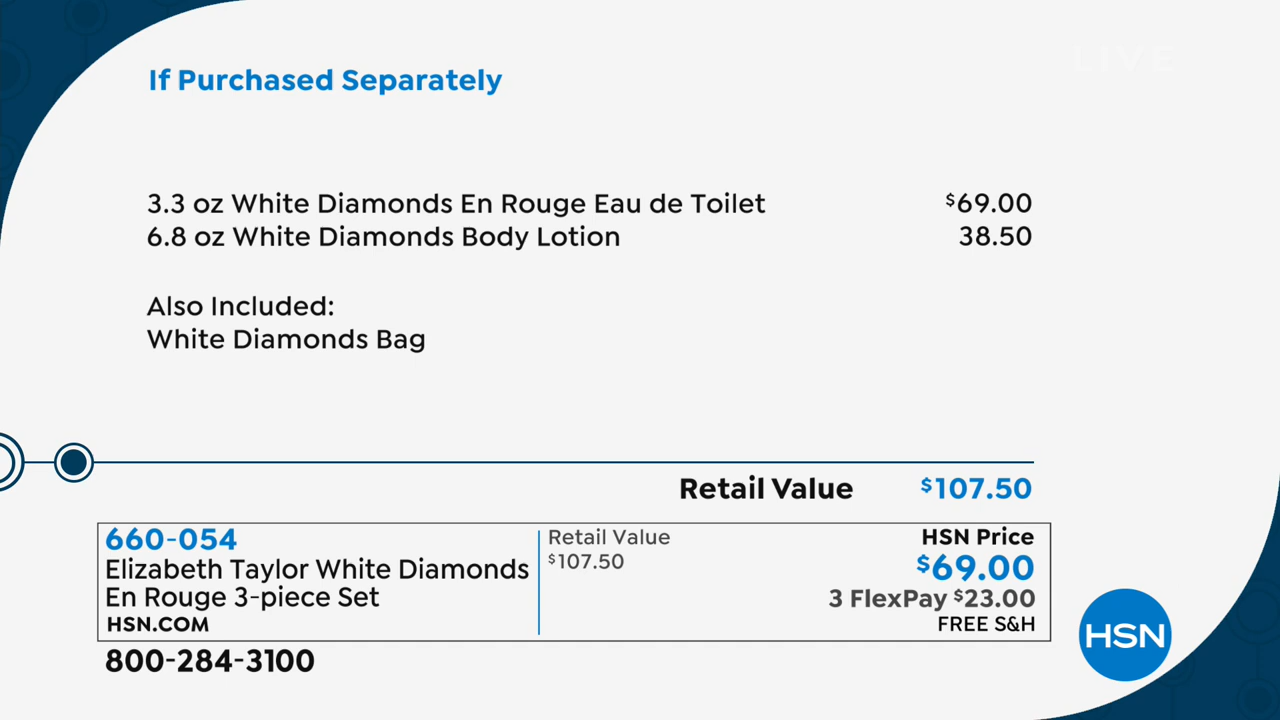 LIVE
If Purchased Separately
3.3 oz White Diamonds En Rouge Eau de Toilet $69.00
6.8 oz White Diamonds Body Lotion 38.50
Also Included:
White Diamonds Bag
Retail Value $107.50
660-054
Elizabeth Taylor White Diamonds
En Rouge 3-piece Set
HSN.COM
Retail Value
$107.50
HSN Price
$69.00
3 FlexPay $23.00
FREE S&H
800-284-3100
HSN